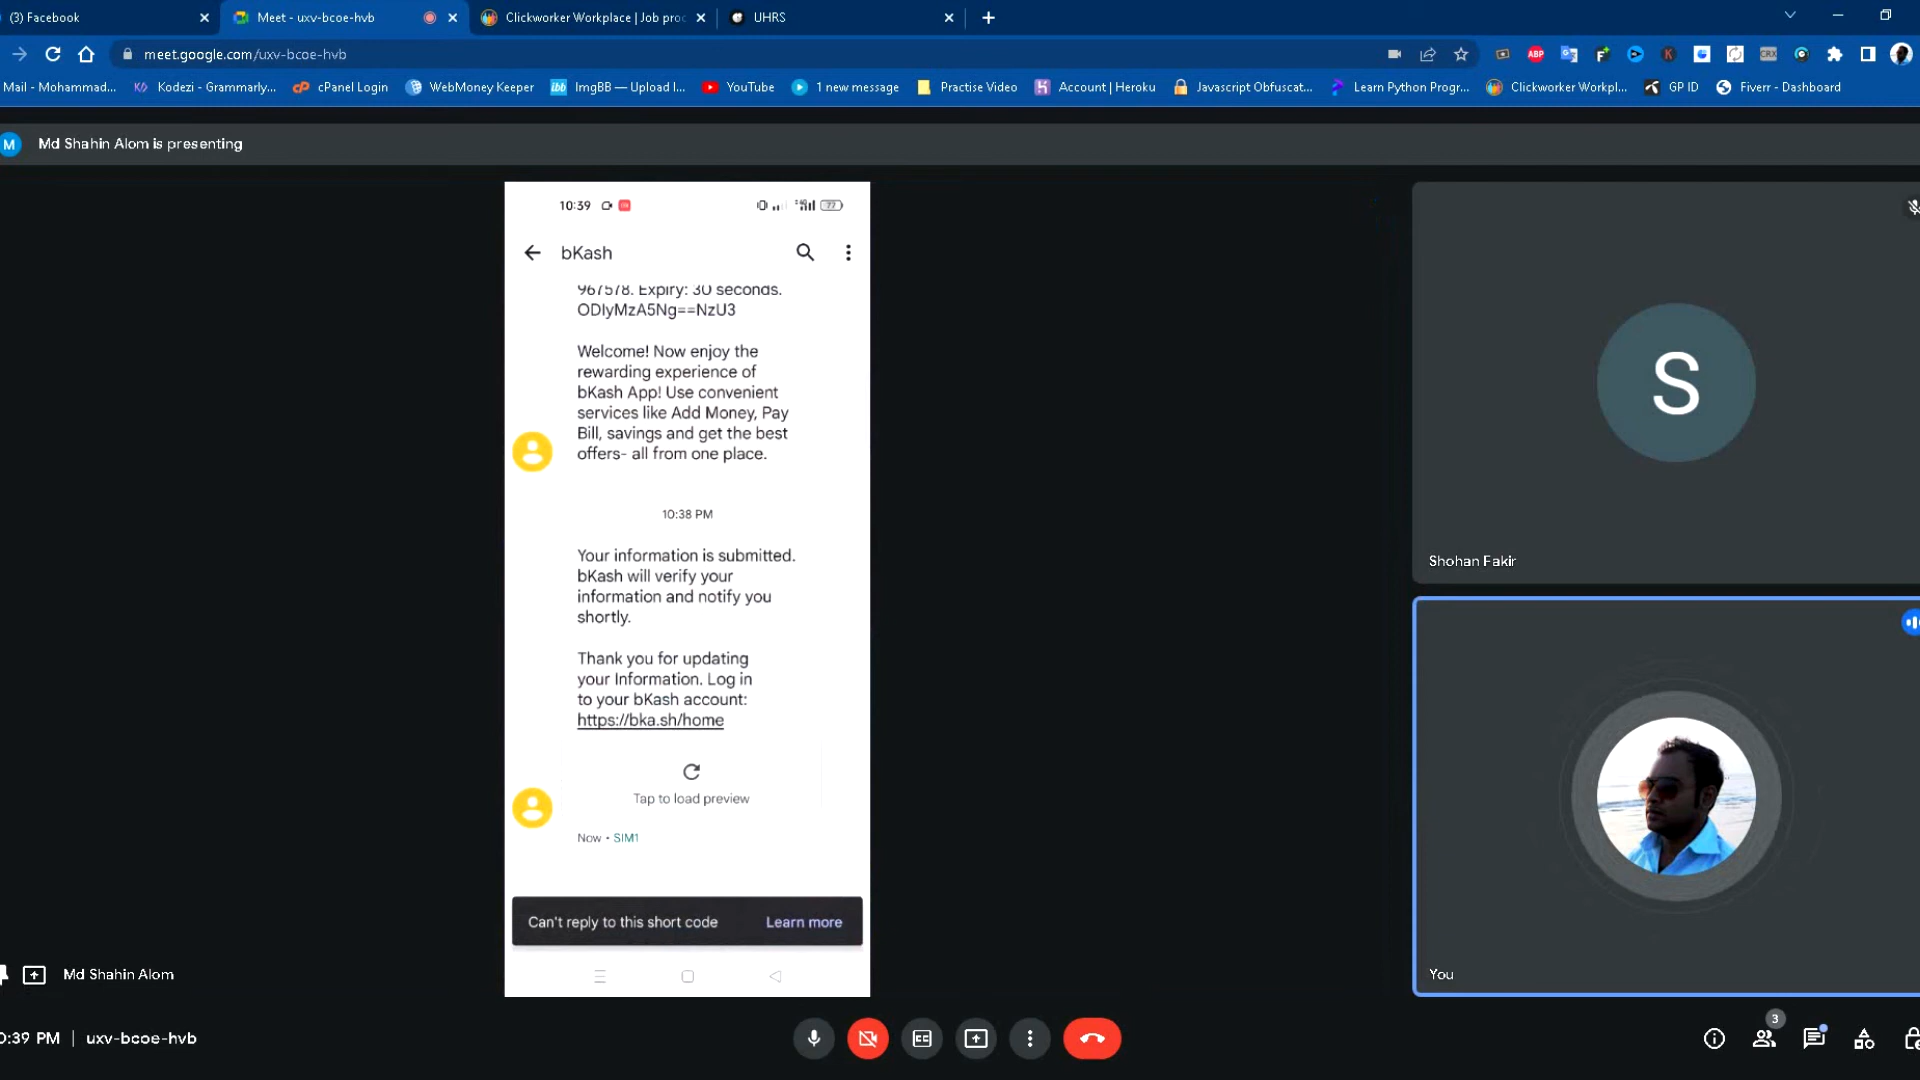 (3) Facebook
Meet - uxv-bcoe-hvb
Clickworker Workplace | Job proc
UHRS
meet.google.com/uxv-bcoe-hvb
ABP
CRX
Mail - Mohammad...
Kodezi - Grammarly...
cPanel Login
WebMoney Keeper
ImgBB — Upload I...
YouTube
1 new message
Practise Video
Account | Heroku
Javascript Obfuscat...
Learn Python Progr...
Clickworker Workpl...
GP ID
Fiverr - Dashboard
M
Md Shahin Alom is presenting
10:39
77
bKash
967578. Expiry: 30 seconds.
ODIyMzA5Ng==NzU3
Welcome! Now enjoy the
rewarding experience of
bKash App! Use convenient
services like Add Money, Pay
Bill, savings and get the best
offers- all from one place.
10:38 PM
Your information is submitted.
bKash will verify your
information and notify you
shortly.
Thank you for updating
your Information. Log in
to your bKash account:
https://bka.sh/home
Tap to load preview
Now • SIM1
Can't reply to this short code
Learn more
S
Shohan Fakir
You
Md Shahin Alom
0:39 PM | uxv-bcoe-hvb
3